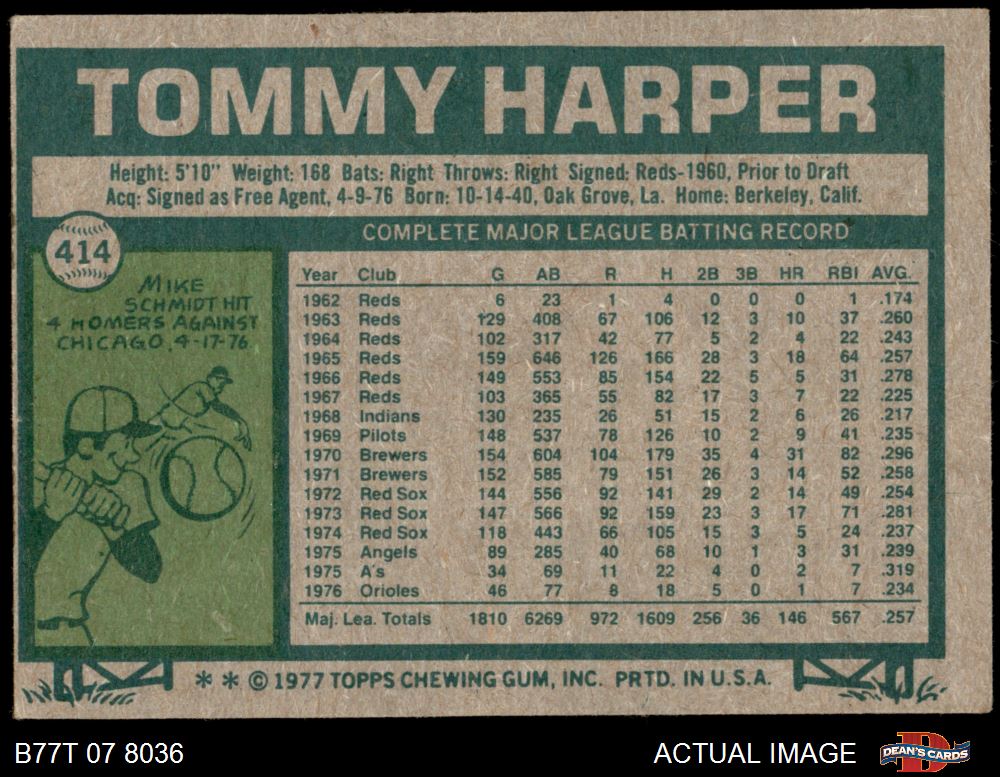 TOMMY HARPER
Height: 5'10" Weight: 168 Bats: Right Throws: Right Signed: Reds-1960, Prior to Draft
Acq: Signed as Free Agent, 4-9-76 Born: 10-14-40, Oak Grove, La. Home: Berkeley, Calif.
414
MIKE
SCHMIDT HIT
4 HOMERS AGAINST
CHICAGO, 4-17-76.
COMPLETE MAJOR LEAGUE BATTING RECORD
Year Club G AB R H 2B 3B HR RBI AVG.
1962 Reds 6 23 1 4 0 0 0 1 .174
1963 Reds 129 408 67 106 12 3 10 37 .260
1964 Reds 102 317 42 77 5 2 4 22 .243
1965 Reds 159 646 126 166 28 3 18 64 .257
1966 Reds 149 553 85 154 22 5 5 31 .278
1967 Reds 103 365 55 82 17 3 7 22 .225
1968 Indians 130 235 26 51 15 2 6 26 .217
1969 Pilots 148 537 78 126 10 2 9 41 .235
1970 Brewers 154 604 104 179 35 4 31 82 .296
1971 Brewers 152 585 79 151 26 3 14 52 .258
1972 Red Sox 144 556 92 141 29 2 14 49 .254
1973 Red Sox 147 566 92 159 23 3 17 71 .281
1974 Red Sox 118 443 66 105 15 3 5 24 .237
1975 Angels 89 285 40 68 10 1 3 31 .239
1975 A's 34 69 11 22 4 0 2 7 .319
1976 Orioles 46 77 8 18 5 0 1 7 .234
Maj. Lea. Totals 1810 6269 972 1609 256 36 146 567 .257
* * © 1977 TOPPS CHEWING GUM, INC. PRTD. IN U.S.A.
B77T 07 8036
ACTUAL IMAGE
DEAN'S CARDS